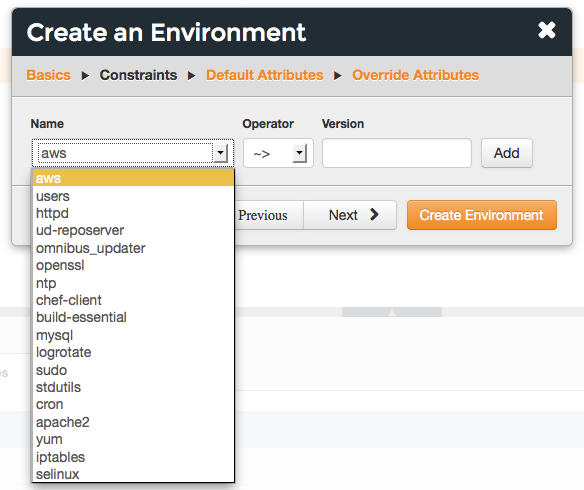 Create an Environment
Basics Constraints Default Attributes Override Attributes
Name Operator Version
aws ~> Add
aws
users
httpd
ud-reposerver
omnibus_updater
openssl
ntp
chef-client
build-essential
mysql
logrotate
sudo
stdutils
cron
apache2
yum
iptables
selinux
Previous Next Create Environment
es